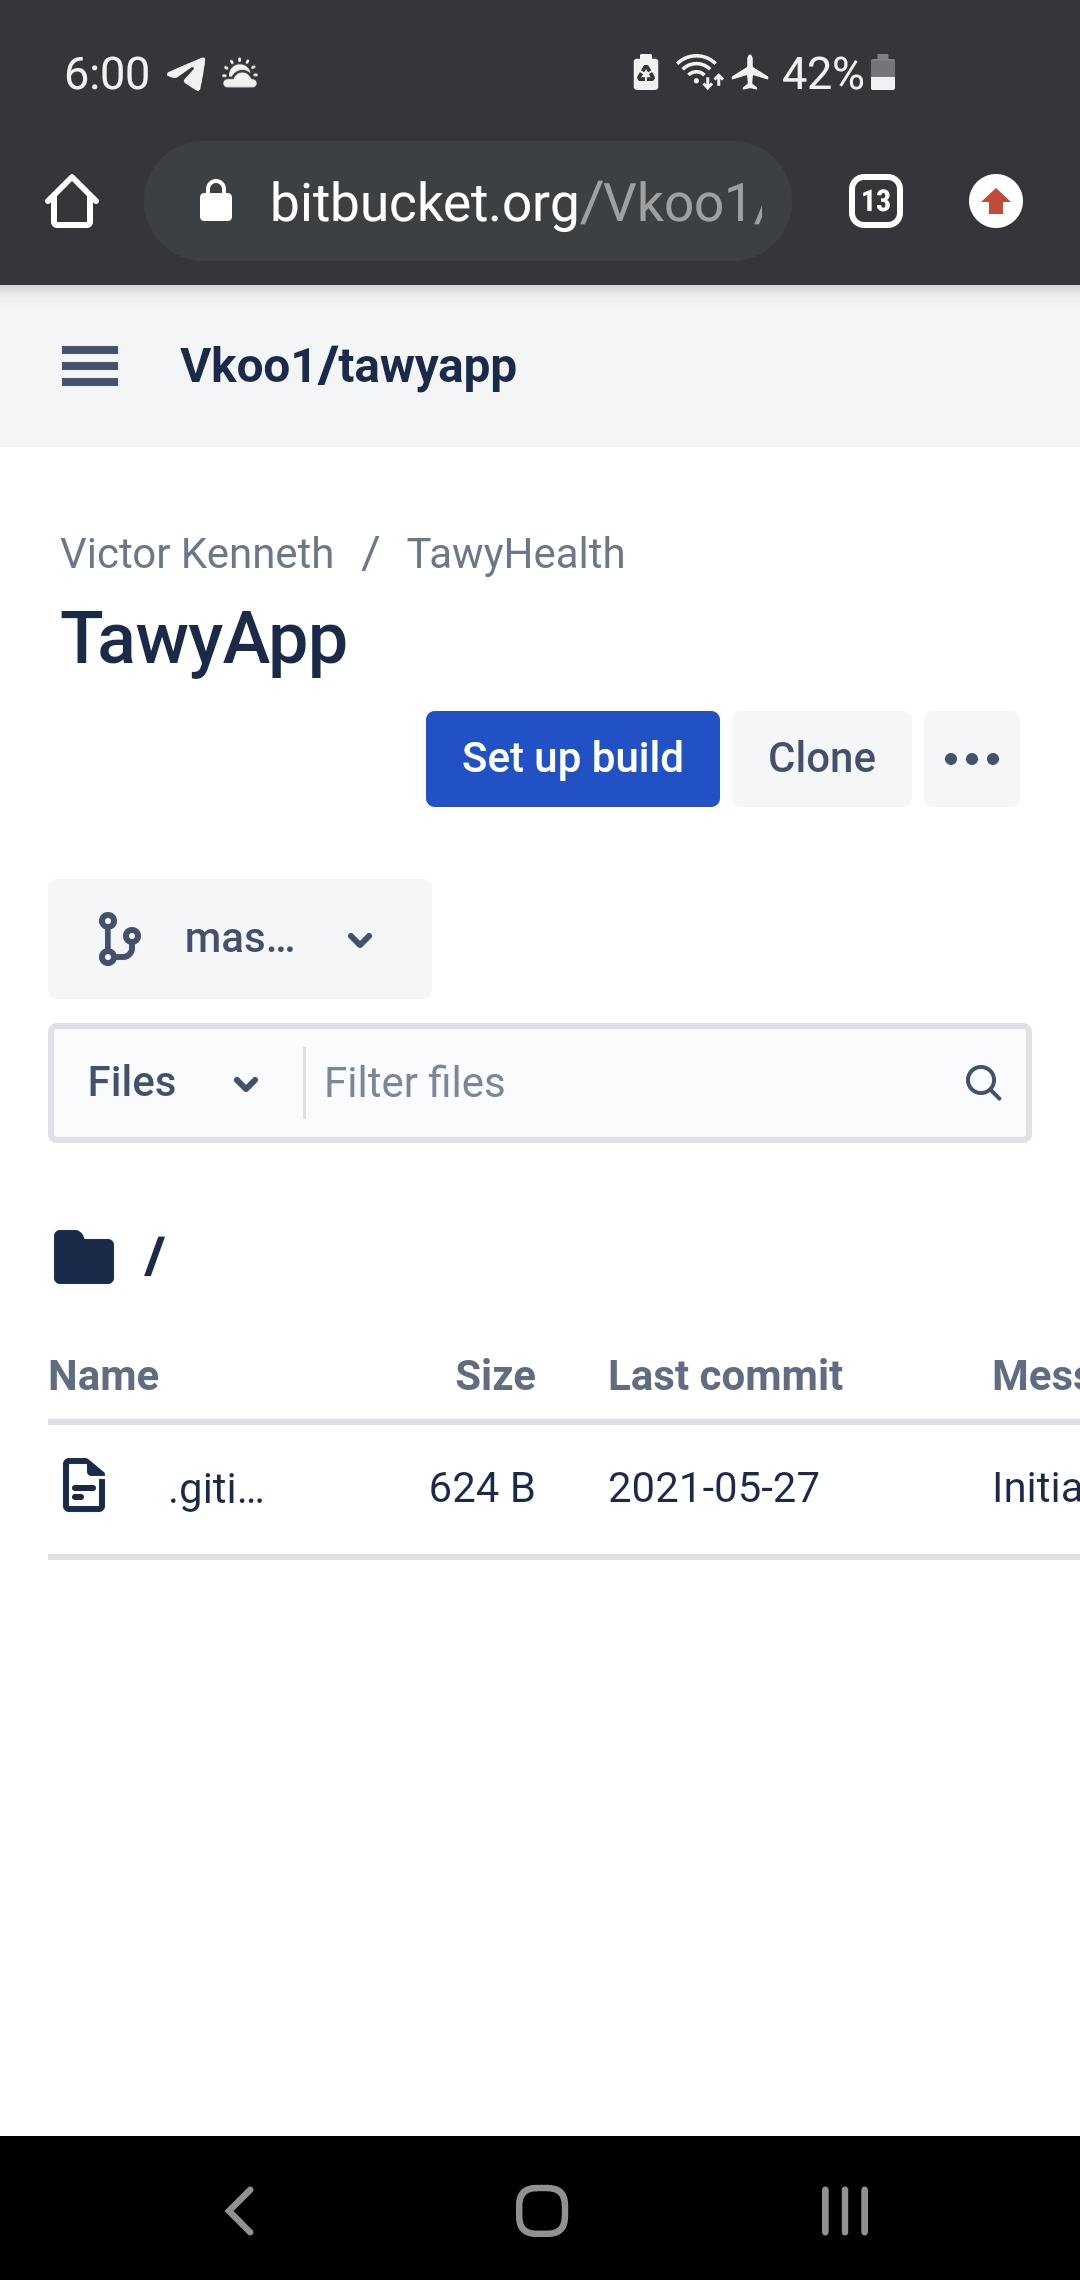 6:00 42%
bitbucket.org/Vkoo1/ 13
Vkoo1/tawyapp
Victor Kenneth / TawyHealth
TawyApp
Set up build Clone
mas...
Files Filter files
/
Name Size Last commit Mess
.giti... 624 B 2021-05-27 Initia